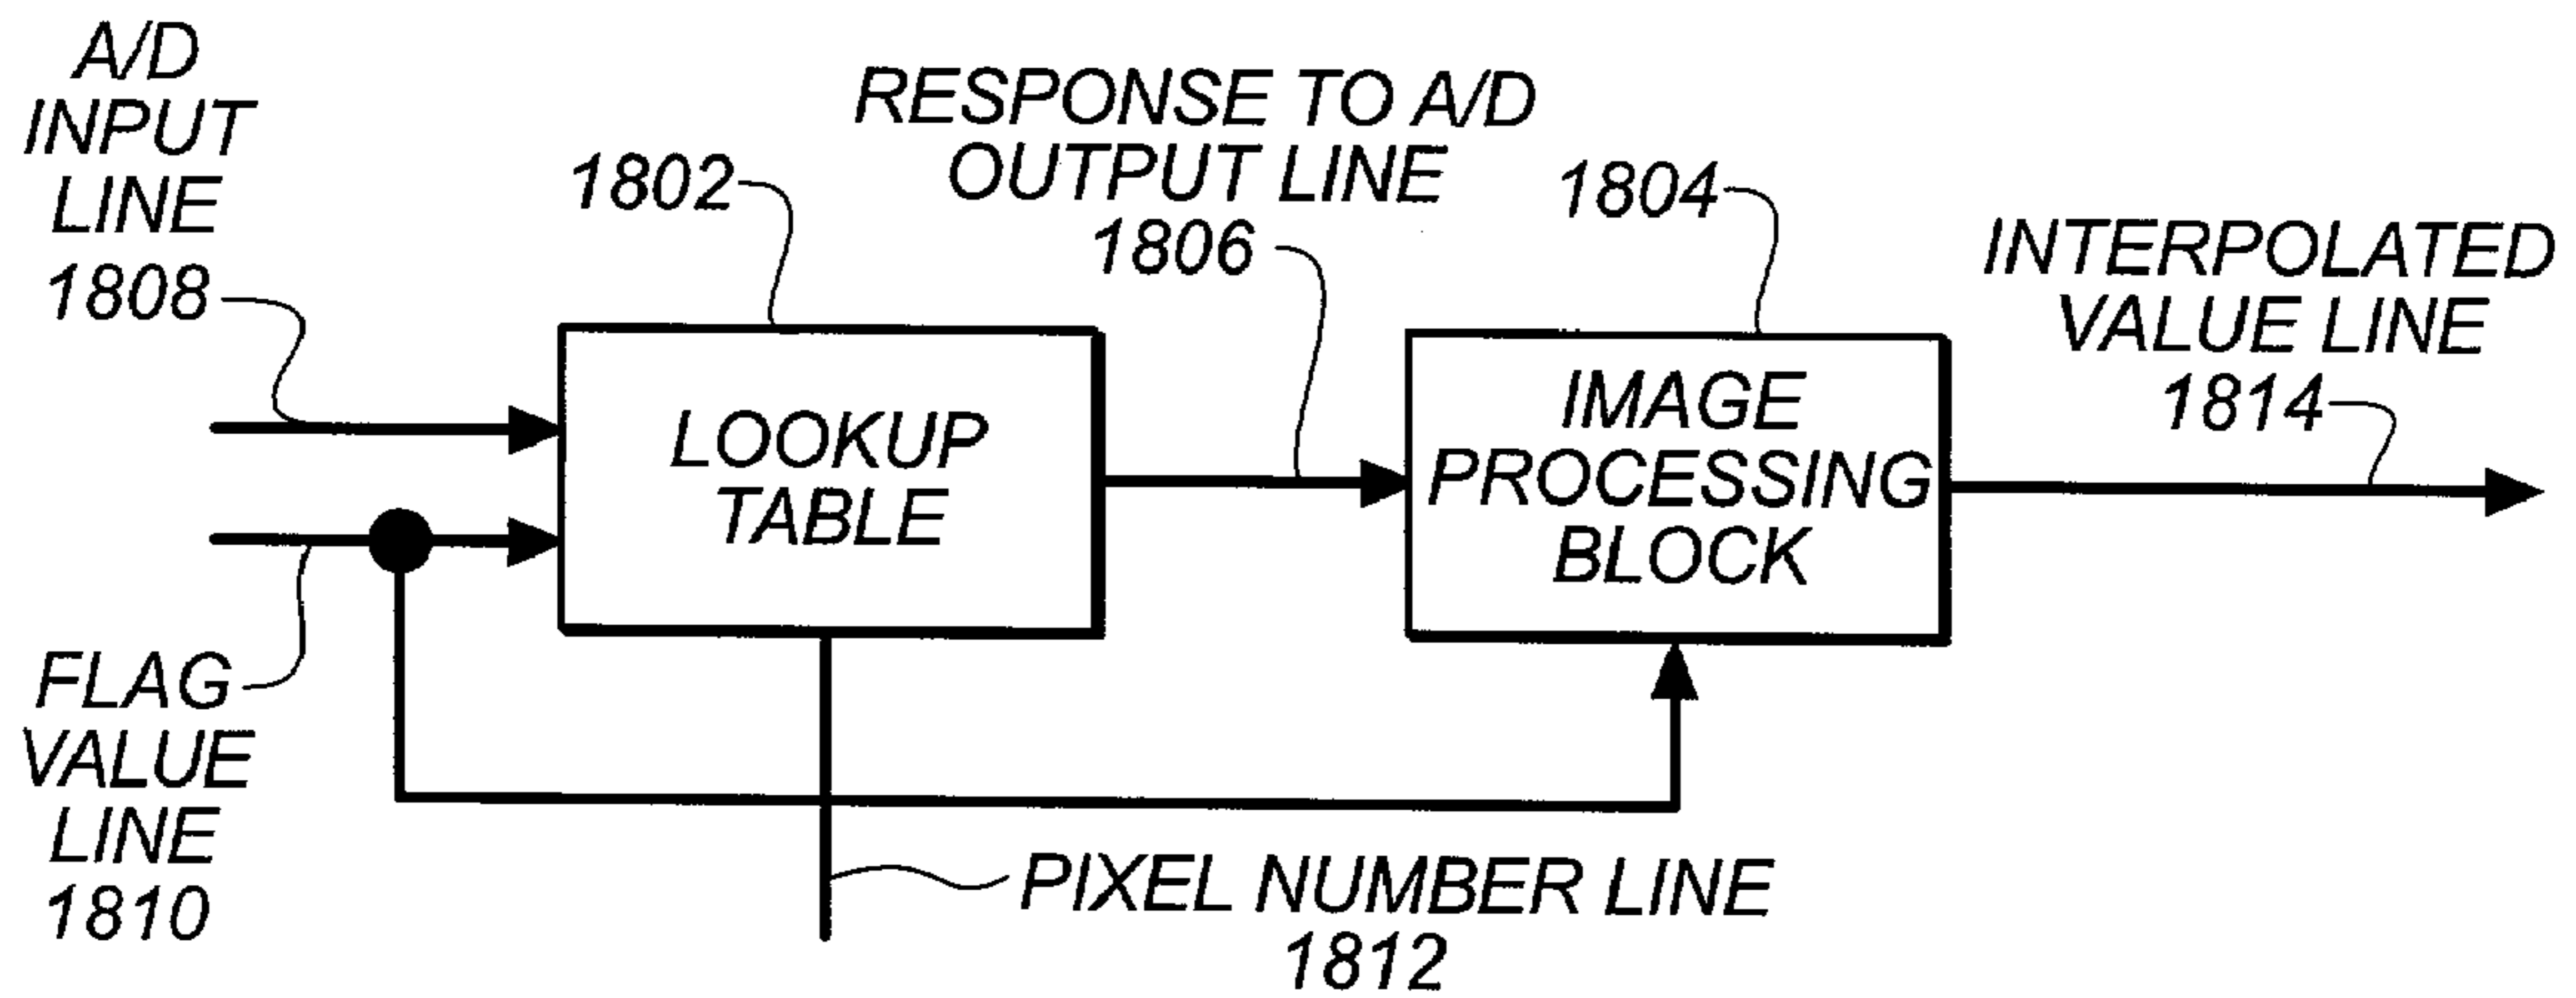 A/D
INPUT
LINE
1808
1802
RESPONSE TO A/D
OUTPUT LINE
1806
1804
INTERPOLATED
VALUE LINE
1814
LOOKUP
TABLE
IMAGE
PROCESSING
BLOCK
FLAG
VALUE
LINE
1810
PIXEL NUMBER LINE
1812